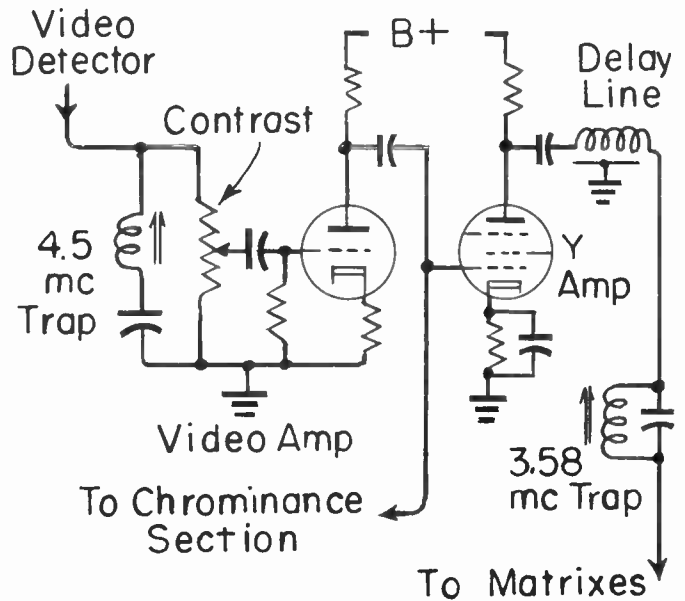 Video
Detector
B+
Delay
Line
Contrast
4.5
mc
Trap
Y
Amp
Video Amp
3.58
mc Trap
To Chrominance
Section
To Matrixes